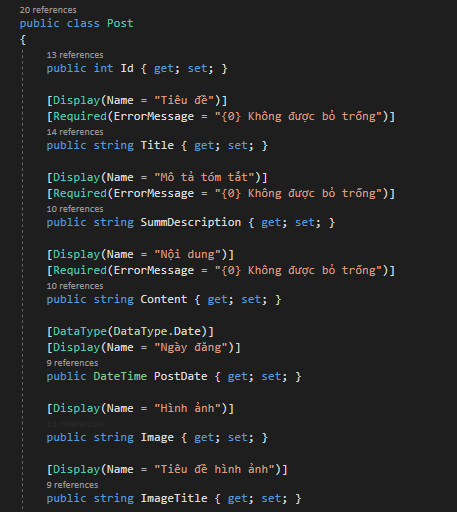 20 references
public class Post
{
13 references
public int Id { get; set; }
[Display(Name = "Tiêu đề")]
[Required(ErrorMessage = "{0} Không được bỏ trống")]
14 references
public string Title { get; set; }
[Display(Name = "Mô tả tóm tắt")]
[Required(ErrorMessage = "{0} Không được bỏ trống")]
10 references
public string SummDescription { get; set; }
[Display(Name = "Nội dung")]
[Required(ErrorMessage = "{0} Không được bỏ trống")]
10 references
public string Content { get; set; }
[DataType(DataType.Date)]
[Display(Name = "Ngày đăng")]
9 references
public DateTime PostDate { get; set; }
[Display(Name = "Hình ảnh")]
references
public string Image { get; set; }
[Display(Name = "Tiêu đề hình ảnh")]
9 references
public string ImageTitle { get; set; }